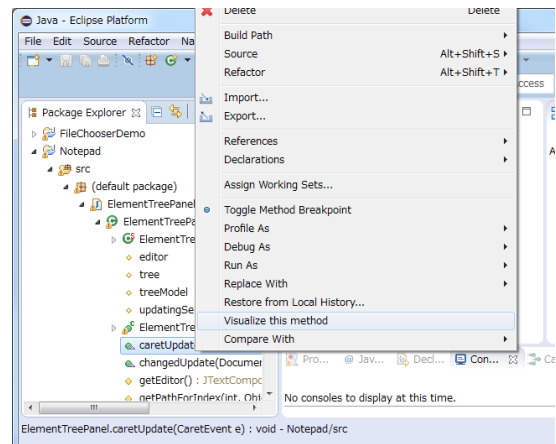 Java - Eclipse Platform
File Edit Source Refactor Na
Delete Delete
Build Path
Source Alt+Shift+S
Refactor Alt+Shift+T
Import...
Export...
References
Declarations
Assign Working Sets...
Toggle Method Breakpoint
Profile As
Debug As
Run As
Replace With
Restore from Local History...
Visualize this method
Compare With
ccess
Package Explorer
FileChooserDemo
Notepad
src
(default package)
ElementTreePanel
ElementTreePa
ElementTre
editor
tree
treeModel
updatingSe
ElementTre
caretUpdat
changedUpdate(Documer
getEditor() : JTextCompc
getPathForIndex(int, Obj
A
Pro... @ Jav... Decl... Con... Ca
No consoles to display at this time.
ElementTreePanel.caretUpdate(CaretEvent e) : void - Notepad/src